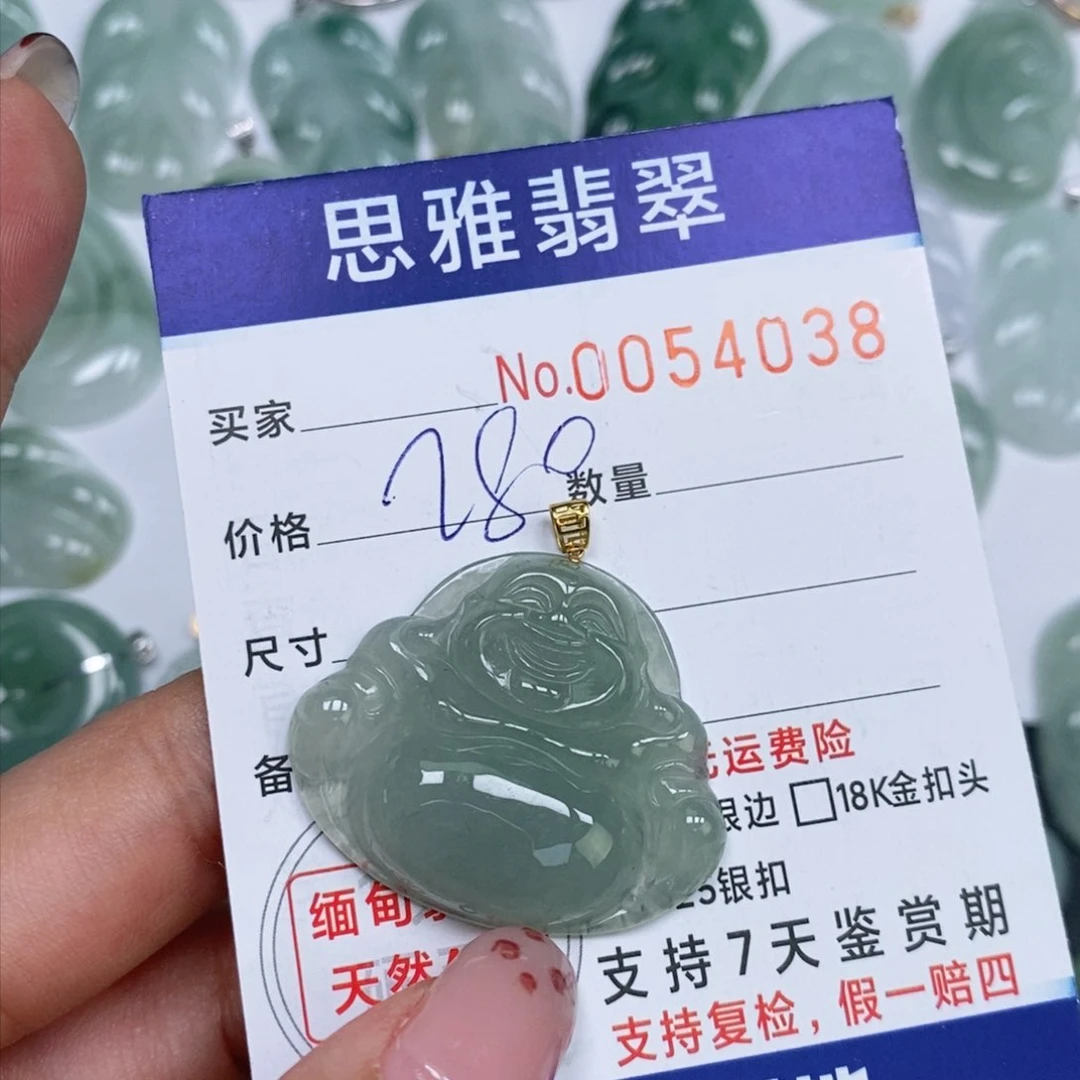 思雅翡翠
No.0054038
买家
价格 280 数量
尺寸
备
运费险
银边 □18K金扣头
缅甸
25银扣
天然
支持7天鉴赏期
支持复检，假一赔四